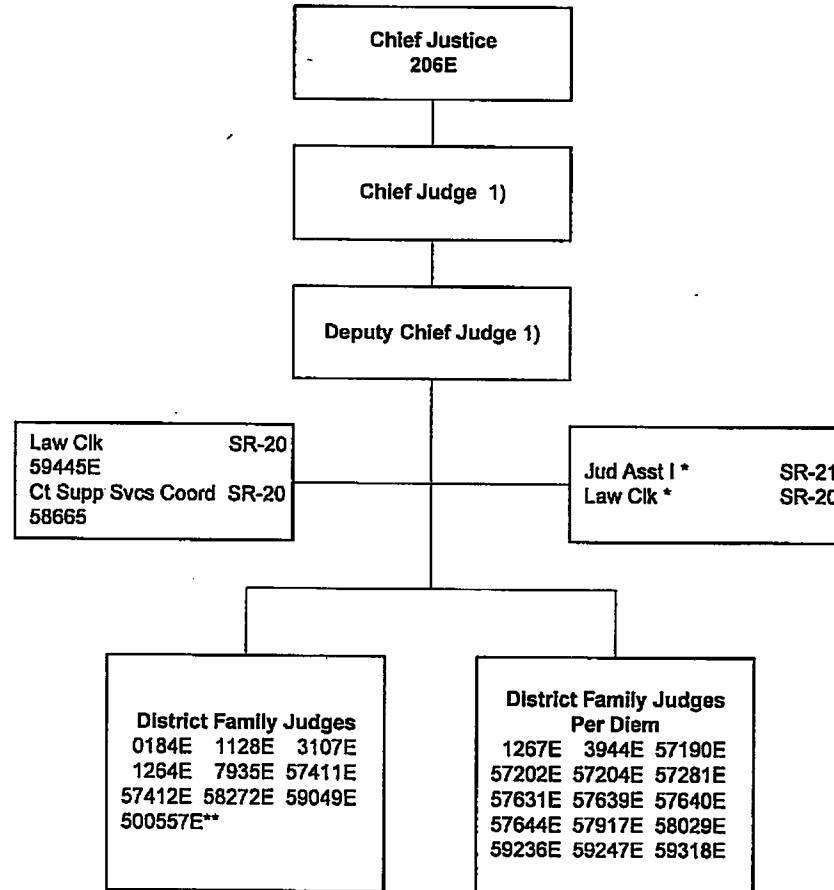 Chief Justice
206E
Chief Judge 1)
Deputy Chief Judge 1)
Law Clk SR-20
59445E
Ct Supp Svcs Coord SR-20
58665
Jud Asst I * SR-21
Law Clk * SR-20
District Family Judges
0184E 1128E 3107E
1264E 7935E 57411E
57412E 58272E 59049E
500557E**
District Family Judges
Per Diem
1267E 3944E 57190E
57202E 57204E 57281E
57631E 57639E 57640E
57644E 57917E 58029E
59236E 59247E 59318E